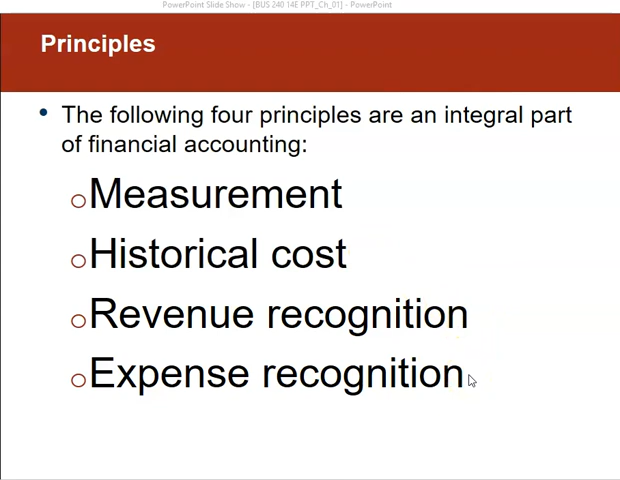 PowerPoint Slide Show - [BUS 240 14E PPT_Ch_01] - PowerPoint
Principles
• The following four principles are an integral part
of financial accounting:
o Measurement
o Historical cost
o Revenue recognition
o Expense recognition